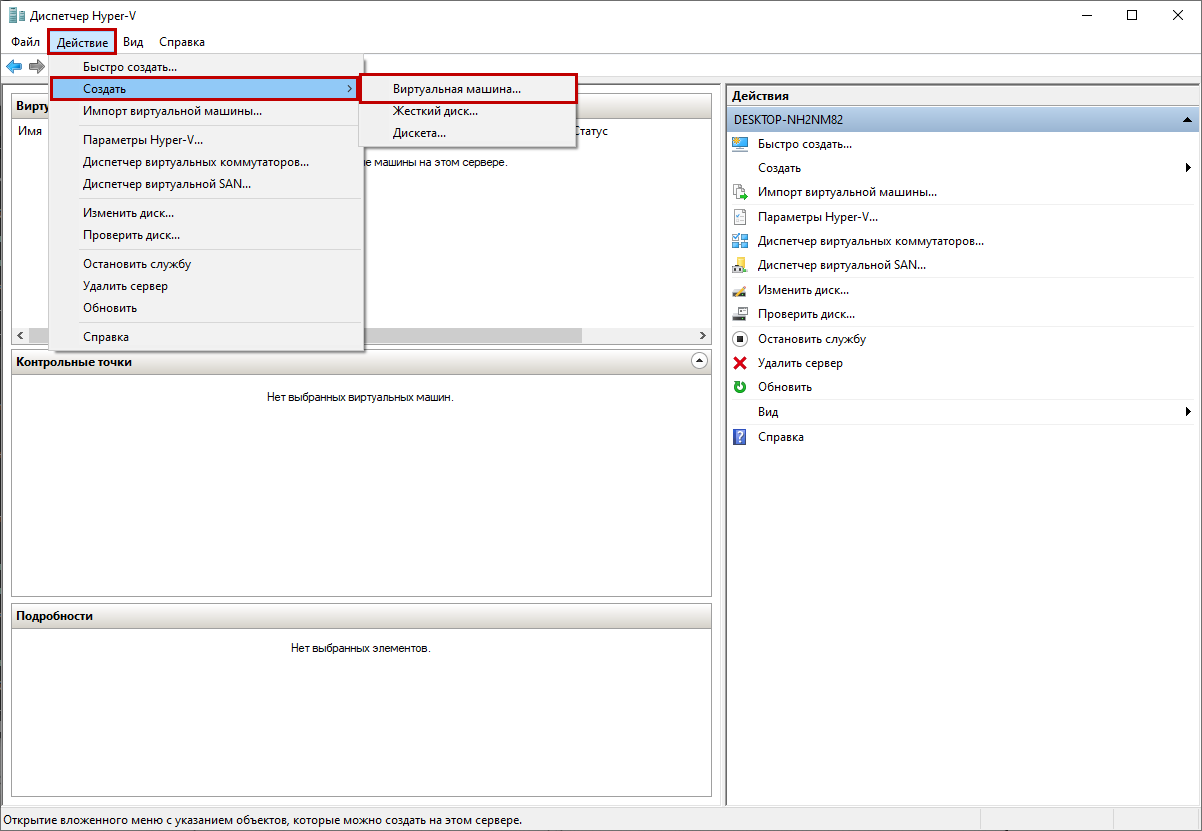 Диспетчер Hyper-V
Файл Действие Вид Справка
Быстро создать...
Создать
Импорт виртуальной машины...
Параметры Hyper-V...
Диспетчер виртуальных коммутаторов...
Диспетчер виртуальной SAN...
Изменить диск...
Проверить диск...
Остановить службу
Удалить сервер
Обновить
Справка
Виртуальная машина...
Жесткий диск...
Дискета...
Вирту
Имя
Статус
е машины на этом сервере.
Контрольные точки
Нет выбранных виртуальных машин.
Подробности
Нет выбранных элементов.
Действия
DESKTOP-NH2NM82
Быстро создать...
Создать
Импорт виртуальной машины...
Параметры Hyper-V...
Диспетчер виртуальных коммутаторов...
Диспетчер виртуальной SAN...
Изменить диск...
Проверить диск...
Остановить службу
Удалить сервер
Обновить
Вид
Справка
Открытие вложенного меню с указанием объектов, которые можно создать на этом сервере.